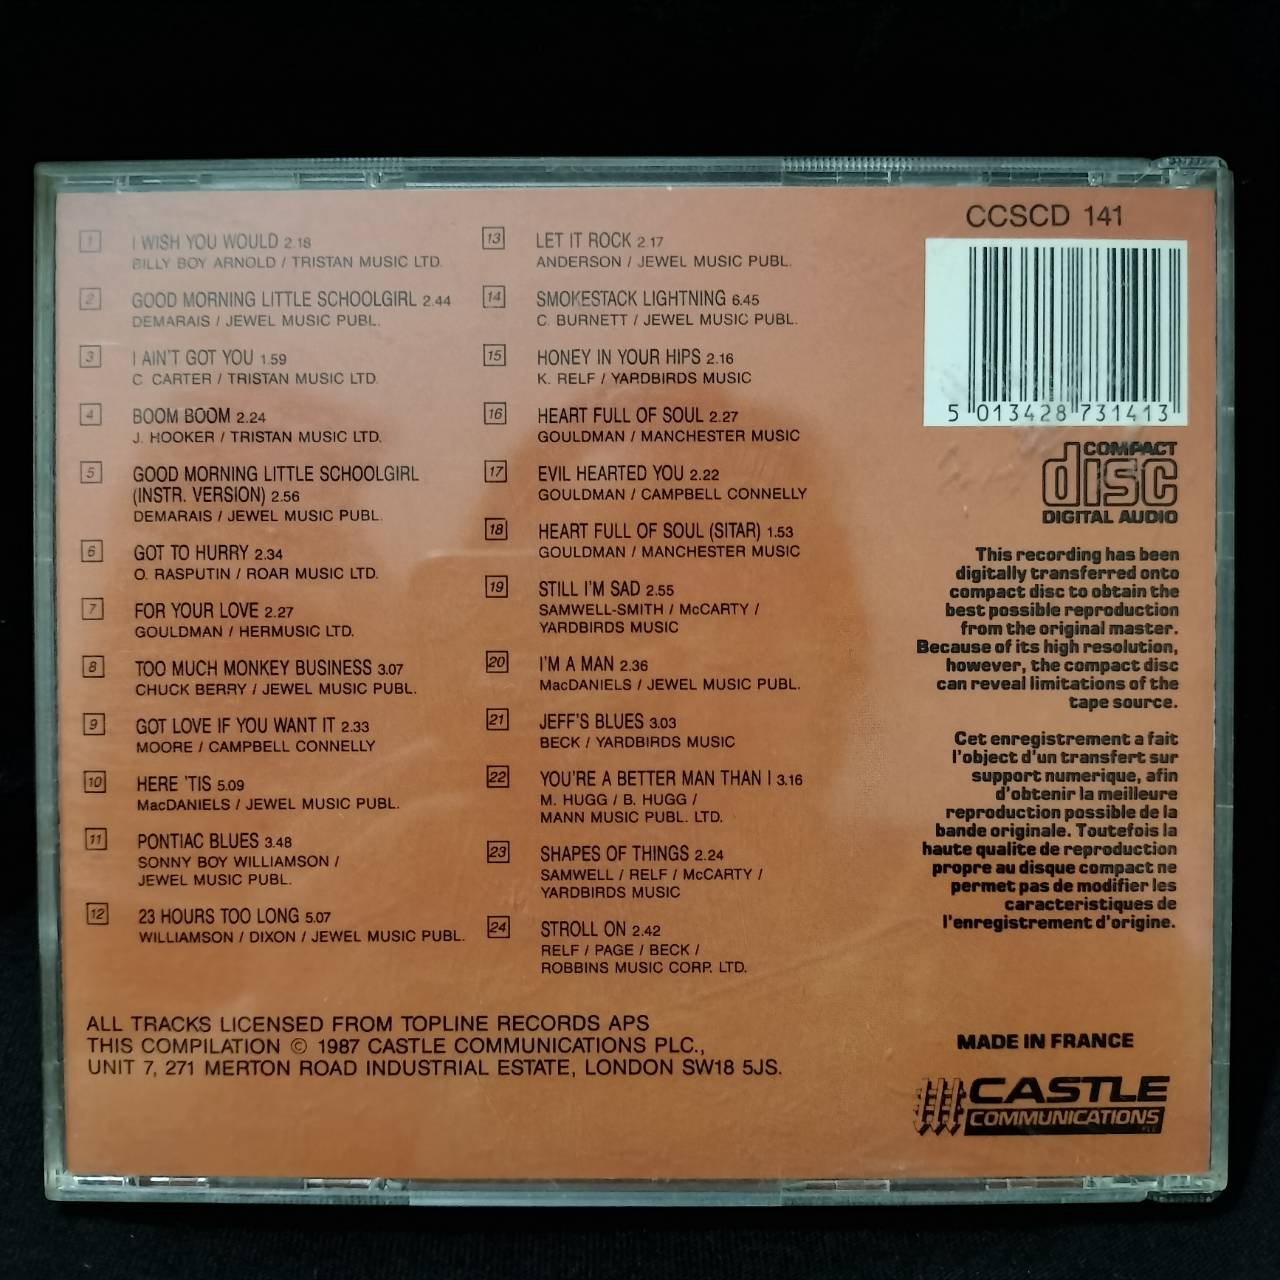 1 I WISH YOU WOULD 2.18
BILLY BOY ARNOLD / TRISTAN MUSIC LTD.
2 GOOD MORNING LITTLE SCHOOLGIRL 2.44
DEMARAIS / JEWEL MUSIC PUBL.
3 I AIN'T GOT YOU 1.59
C. CARTER / TRISTAN MUSIC LTD.
4 BOOM BOOM 2.24
J. HOOKER / TRISTAN MUSIC LTD.
5 GOOD MORNING LITTLE SCHOOLGIRL
(INSTR. VERSION) 2.56
DEMARAIS / JEWEL MUSIC PUBL.
6 GOT TO HURRY 2.34
O. RASPUTIN / ROAR MUSIC LTD.
7 FOR YOUR LOVE 2.27
GOULDMAN / HERMUSIC LTD.
8 TOO MUCH MONKEY BUSINESS 3.07
CHUCK BERRY / JEWEL MUSIC PUBL.
9 GOT LOVE IF YOU WANT IT 2.33
MOORE / CAMPBELL CONNELLY
10 HERE 'TIS 5.09
MacDANIELS / JEWEL MUSIC PUBL.
11 PONTIAC BLUES 3.48
SONNY BOY WILLIAMSON /
JEWEL MUSIC PUBL.
12 23 HOURS TOO LONG 5.07
WILLIAMSON / DIXON / JEWEL MUSIC PUBL.
13 LET IT ROCK 2.17
ANDERSON / JEWEL MUSIC PUBL.
14 SMOKESTACK LIGHTNING 6.45
C. BURNETT / JEWEL MUSIC PUBL.
15 HONEY IN YOUR HIPS 2.16
K. RELF / YARDBIRDS MUSIC
16 HEART FULL OF SOUL 2.27
GOULDMAN / MANCHESTER MUSIC
17 EVIL HEARTED YOU 2.22
GOULDMAN / CAMPBELL CONNELLY
18 HEART FULL OF SOUL (SITAR) 1.53
GOULDMAN / MANCHESTER MUSIC
19 STILL I'M SAD 2.55
SAMWELL-SMITH / McCARTY /
YARDBIRDS MUSIC
20 I'M A MAN 2.36
MacDANIELS / JEWEL MUSIC PUBL.
21 JEFF'S BLUES 3.03
BECK / YARDBIRDS MUSIC
22 YOU'RE A BETTER MAN THAN I 3.16
M. HUGG / B. HUGG /
MANN MUSIC PUBL. LTD.
23 SHAPES OF THINGS 2.24
SAMWELL / RELF / McCARTY /
YARDBIRDS MUSIC
24 STROLL ON 2.42
RELF / PAGE / BECK /
ROBBINS MUSIC CORP. LTD.
CCSCD 141
5 013428 731413
COMPACT
disc
DIGITAL AUDIO
This recording has been
digitally transferred onto
compact disc to obtain the
best possible reproduction
from the original master.
Because of its high resolution,
however, the compact disc
can reveal limitations of the
tape source.
Cet enregistrement a fait
l'object d'un transfert sur
support numerique, afin
d'obtenir la meilleure
reproduction possible de la
bande originale. Toutefois la
haute qualite de reproduction
propre au disque compact ne
permet pas de modifier les
caracteristiques de
l'enregistrement d'origine.
ALL TRACKS LICENSED FROM TOPLINE RECORDS APS
THIS COMPILATION © 1987 CASTLE COMMUNICATIONS PLC.,
UNIT 7, 271 MERTON ROAD INDUSTRIAL ESTATE, LONDON SW18 5JS.
MADE IN FRANCE
CASTLE
COMMUNICATIONS
PLC